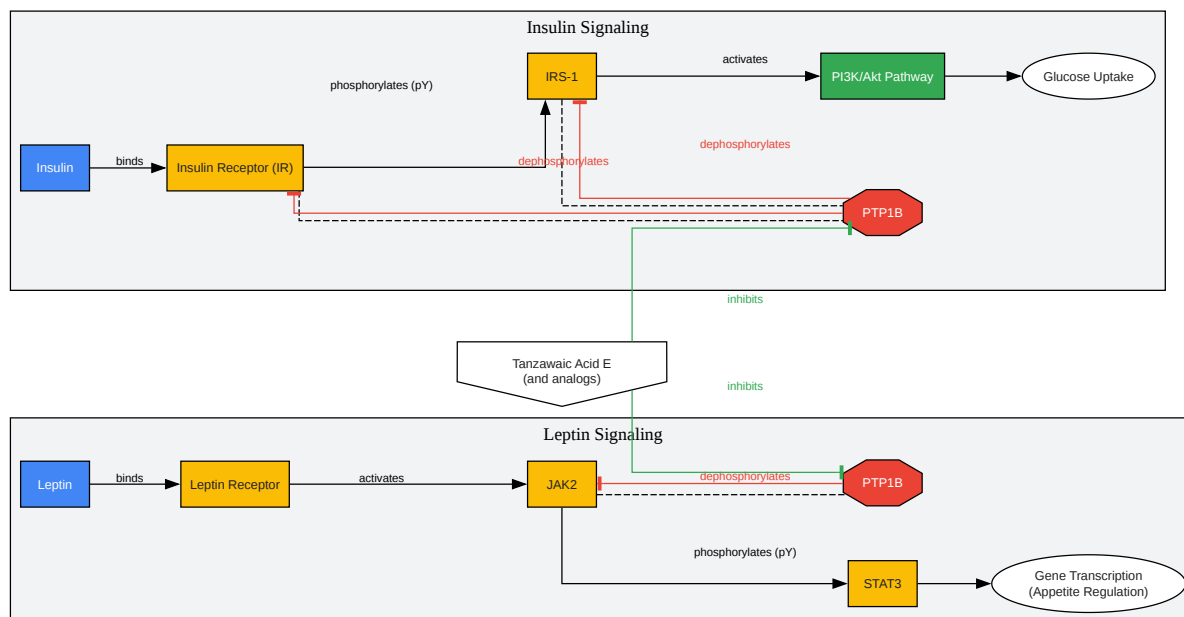 Insulin Signaling
IRS-1
activates
PI3K/Akt Pathway
Glucose Uptake
phosphorylates (pY)
dephosphorylates
dephosphorylates
Insulin
binds
Insulin Receptor (IR)
PTP1B
inhibits
Tanzawaic Acid E
(and analogs)
inhibits
Leptin Signaling
Leptin
binds
Leptin Receptor
activates
JAK2
dephosphorylates
PTP1B
phosphorylates (pY)
STAT3
Gene Transcription
(Appetite Regulation)